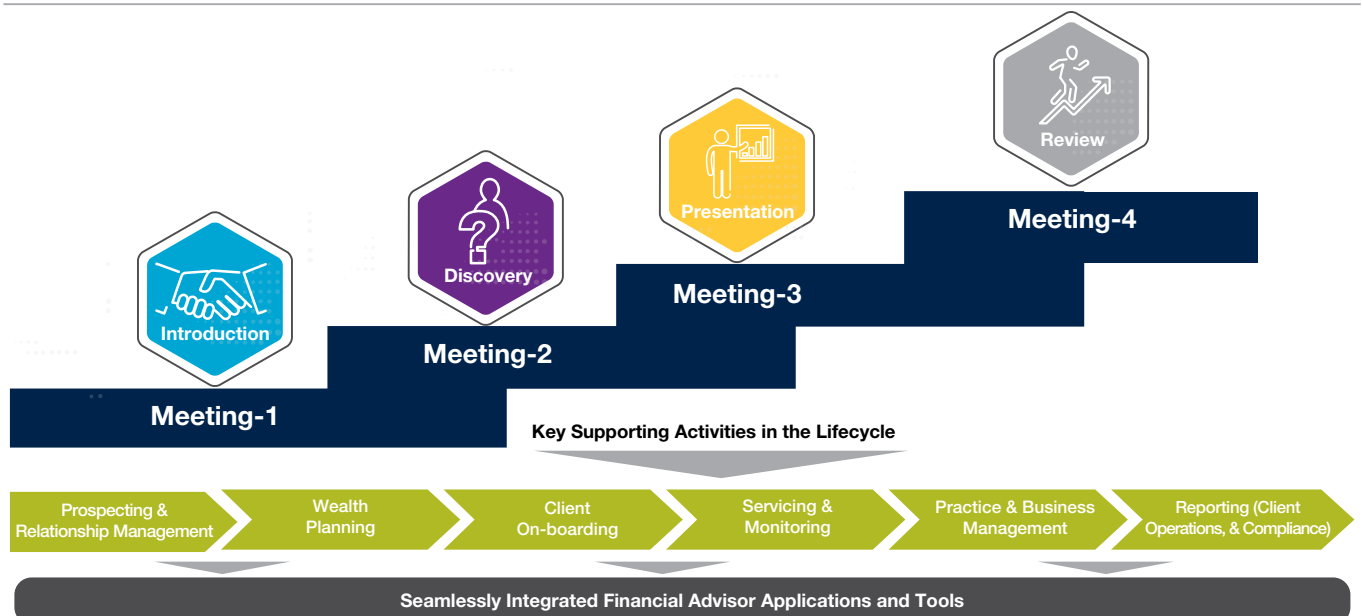 Review
Meeting-4
Presentation
Meeting-3
Discovery
Meeting-2
Introduction
Meeting-1
Key Supporting Activities in the Lifecycle
Prospecting &
Relationship Management
Wealth
Planning
Client
On-boarding
Servicing &
Monitoring
Practice & Business
Management
Reporting (Client
Operations, & Compliance)
Seamlessly Integrated Financial Advisor Applications and Tools